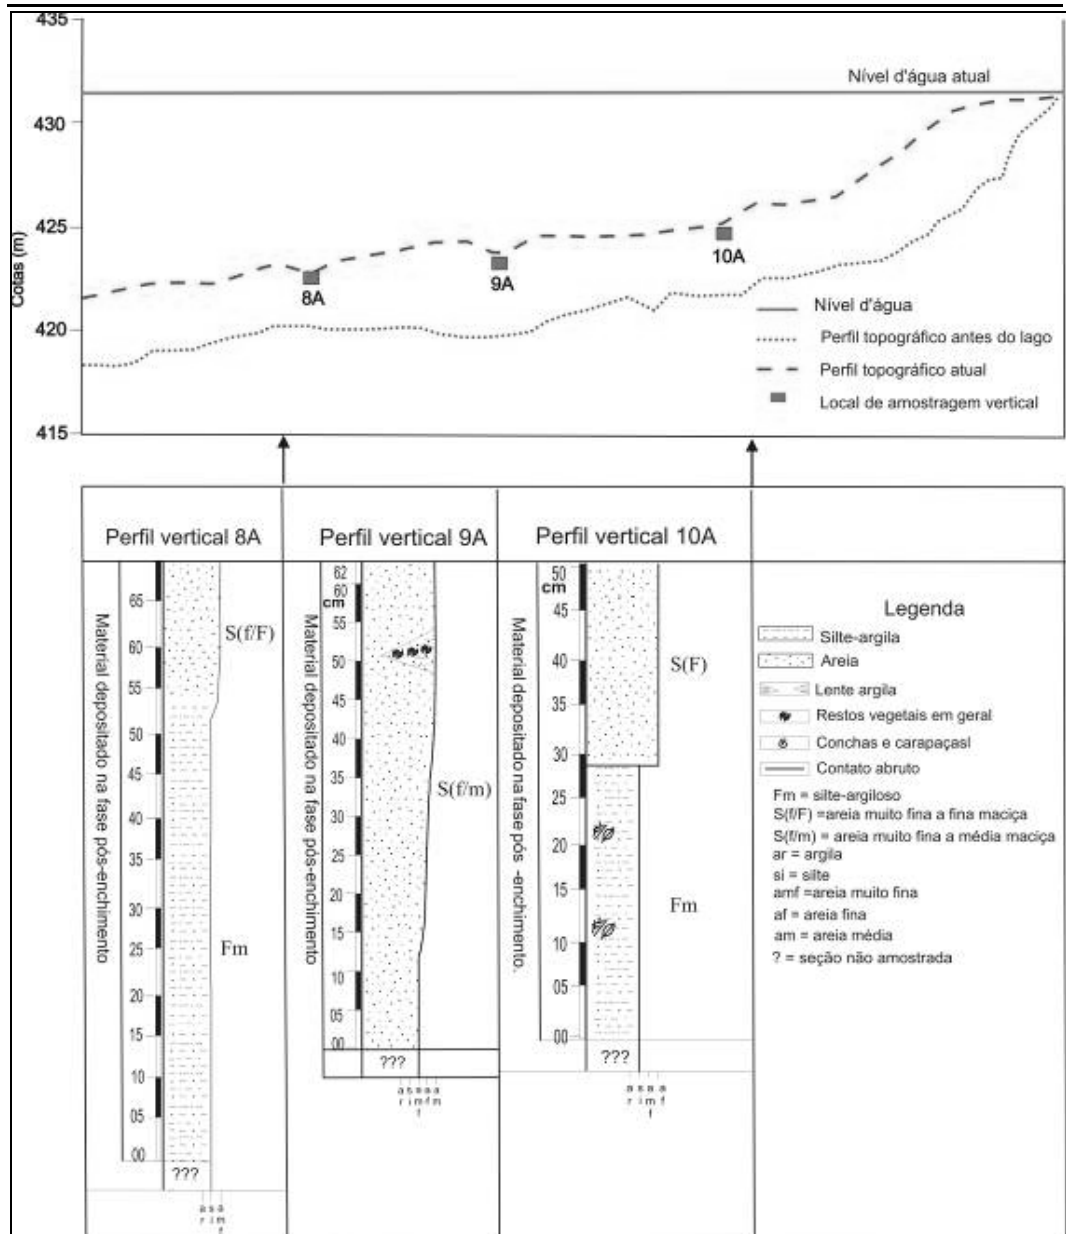 435
Nível d'água atual
430
425
Cotas (m)
10A
9A
8A
Nível d'água
420
Perfil topográfico antes do lago
Perfil topográfico atual
Local de amostragem vertical
415
Perfil vertical 8A
Perfil vertical 9A
Perfil vertical 10A
Material depositado na fase pós-enchimento
65
60
55
50
45
40
35
30
25
20
15
10
05
00
S(f/F)
Fm
???
a s a
r i m
f
Material depositado na fase pós-enchimento
62
60
cm
50
45
40
35
30
25
20
15
10
05
00
S(f/m)
???
a s a a a
r i m f m
f
Material depositado na fase pós -enchimento.
50
cm
45
40
35
30
25
20
10
05
00
S(F)
Fm
???
a s a a
r i m f
f
Legenda
Silte-argila
Areia
Lente argila
Restos vegetais em geral
Conchas e carapaçasl
Contato abruto
Fm = silte-argiloso
S(f/F) =areia muito fina a fina maciça
S(f/m) = areia muito fina a média maciça
ar = argila
si = silte
amf =areia muito fina
af = areia fina
am = areia média
? = seção não amostrada